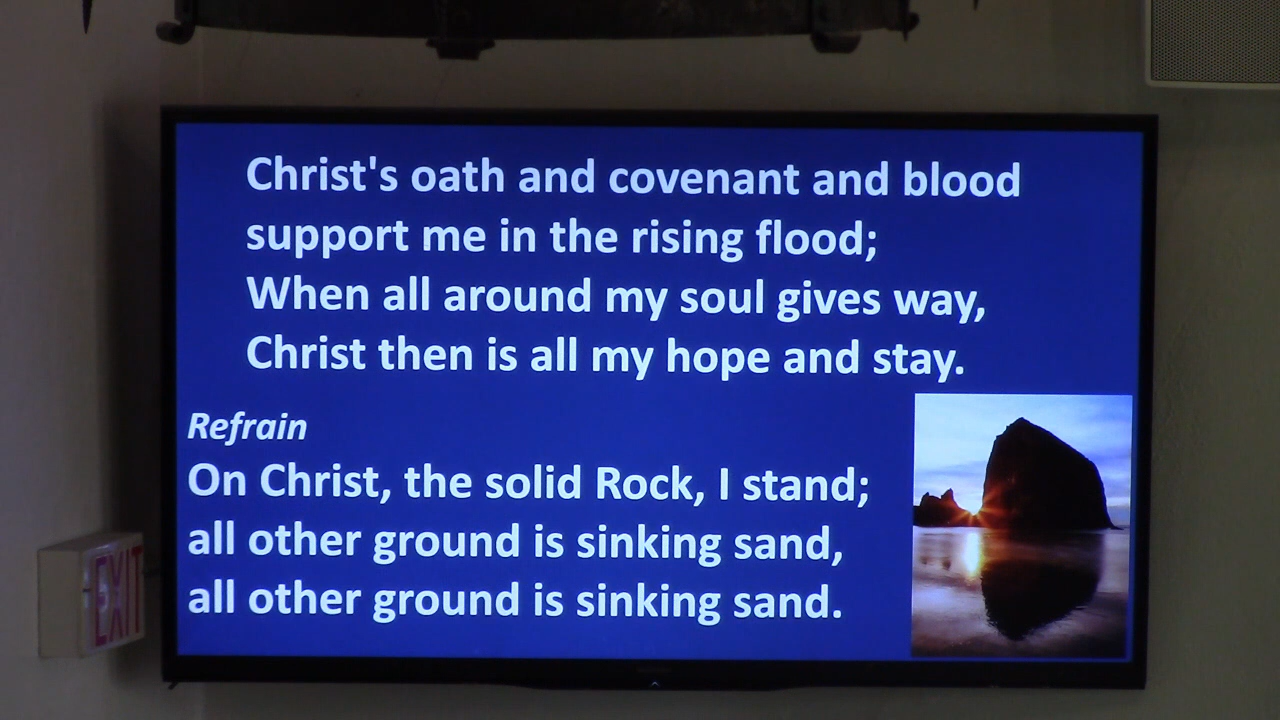 Christ's oath and covenant and blood
support me in the rising flood;
When all around my soul gives way,
Christ then is all my hope and stay.
Refrain
On Christ, the solid Rock, I stand;
all other ground is sinking sand,
all other ground is sinking sand.
EXIT